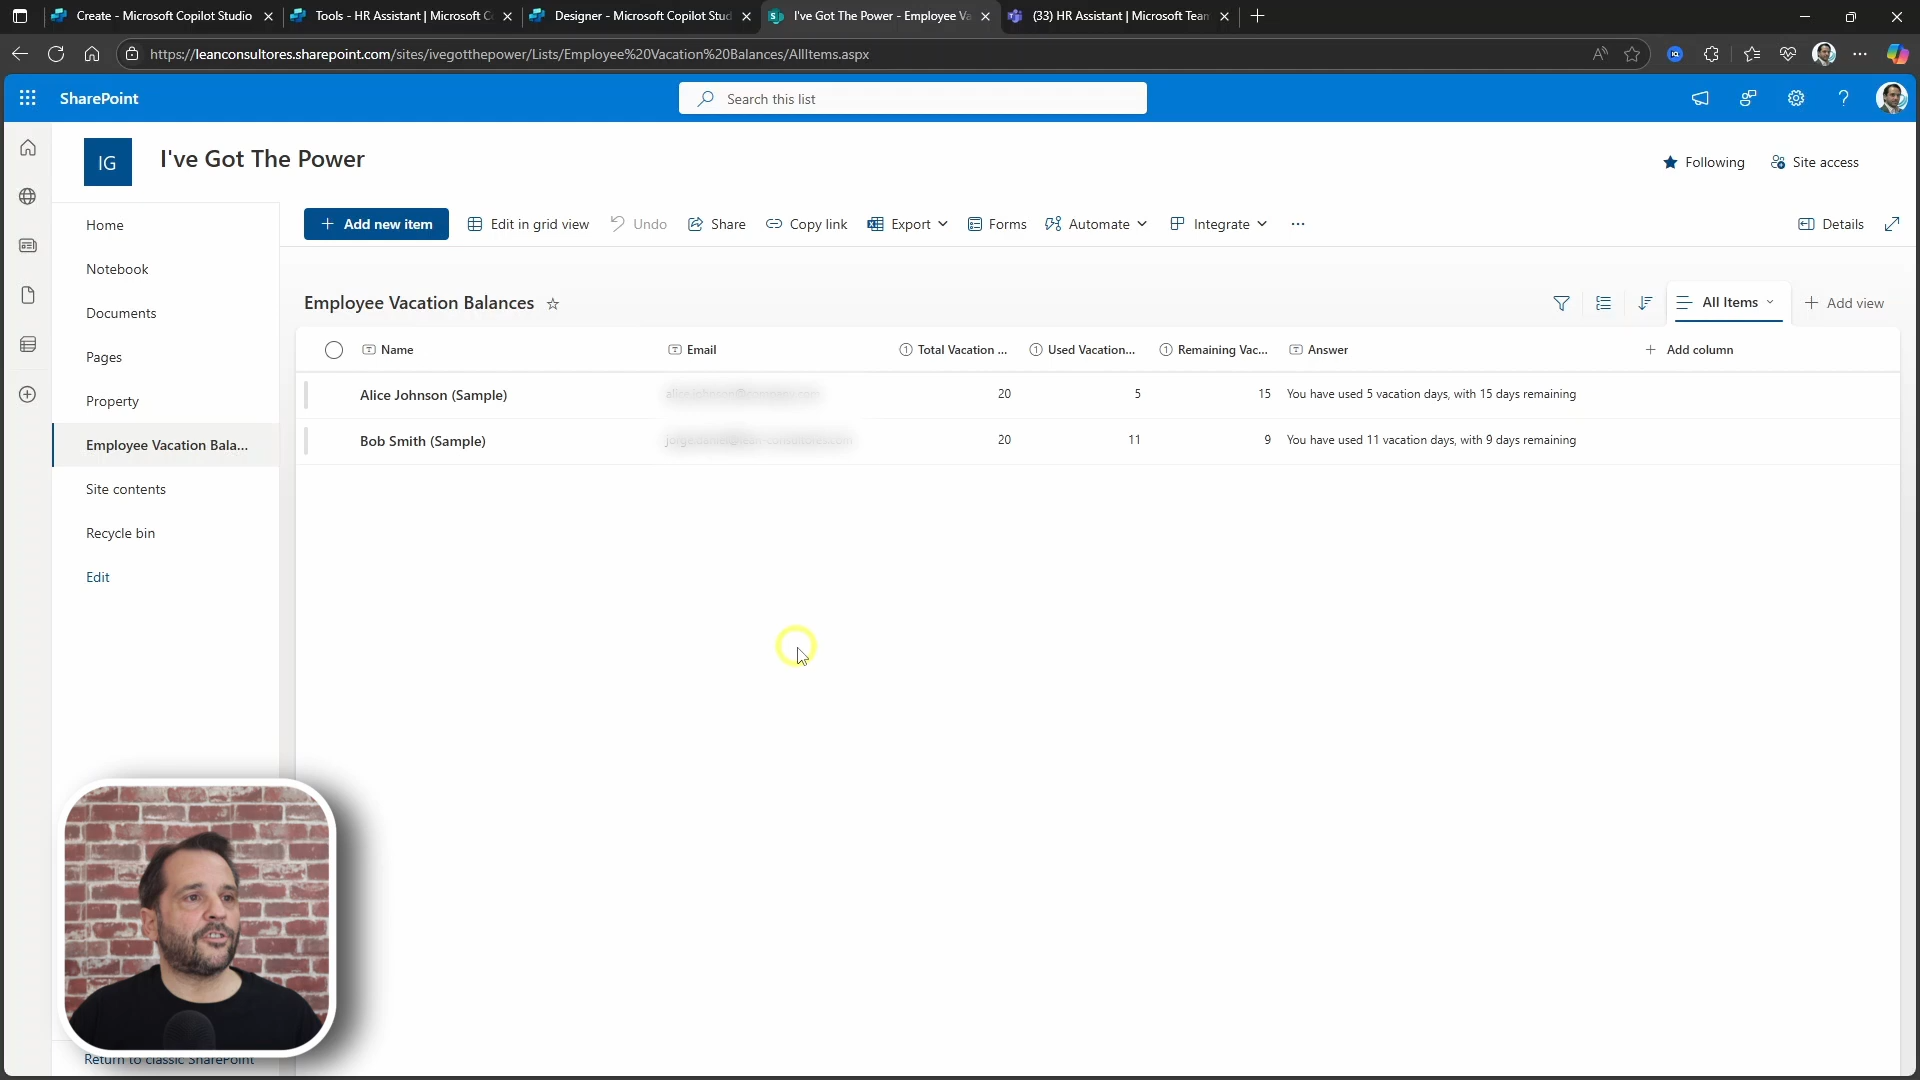 Create - Microsoft Copilot Studio
Tools - HR Assistant | Microsoft C
Designer - Microsoft Copilot Stud
I've Got The Power - Employee Va
(33) HR Assistant | Microsoft Team
https://leanconsultores.sharepoint.com/sites/ivegotthepower/Lists/Employee%20Vacation%20Balances/AllItems.aspx
SharePoint
Search this list
IG
I've Got The Power
Following
Site access
Home
Notebook
Documents
Pages
Property
Employee Vacation Bala...
Site contents
Recycle bin
Edit
Return to classic SharePoint
Add new item
Edit in grid view
Undo
Share
Copy link
Export
Forms
Automate
Integrate
Details
Employee Vacation Balances
All Items
Add view
Name Email Total Vacation ... Used Vacation... Remaining Vac... Answer Add column
Alice Johnson (Sample) 20 5 15 You have used 5 vacation days, with 15 days remaining
Bob Smith (Sample) 20 11 9 You have used 11 vacation days, with 9 days remaining